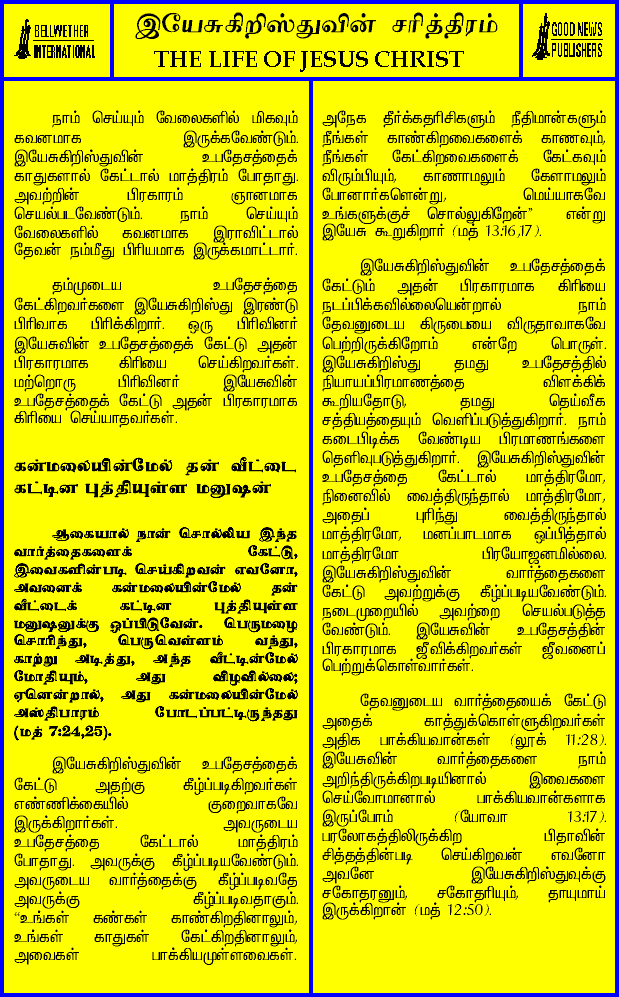 BELLWETHER
INTERNATIONAL
இயேசுகிறிஸ்துவின் சரித்திரம்
THE LIFE OF JESUS CHRIST
GOOD NEWS
PUBLISHERS
நாம் செய்யும் வேலைகளில் மிகவும்
கவனமாக இருக்கவேண்டும்.
இயேசுகிறிஸ்துவின் உபதேசத்தைக்
காதுகளால் கேட்டால் மாத்திரம் போதாது.
அவற்றின் பிரகாரம் ஞானமாக
செயல்படவேண்டும். நாம் செய்யும்
வேலைகளில் கவனமாக இராவிட்டால்
தேவன் நம்மீது பிரியமாக இருக்கமாட்டார்.
தம்முடைய உபதேசத்தை
கேட்கிறவர்களை இயேசுகிறிஸ்து இரண்டு
பிரிவாக பிரிக்கிறார். ஒரு பிரிவினர்
இயேசுவின் உபதேசத்தைக் கேட்டு அதன்
பிரகாரமாக கிரியை செய்கிறவர்கள்.
மற்றொரு பிரிவினர் இயேசுவின்
உபதேசத்தைக் கேட்டு அதன் பிரகாரமாக
கிரியை செய்யாதவர்கள்.
கன்மலையின்மேல் தன் வீட்டை
கட்டின புத்தியுள்ள மனுஷன்
ஆகையால் நான் சொல்லிய இந்த
வார்த்தைகளைக் கேட்டு,
இவைகளின்படி செய்கிறவன் எவனோ,
அவனைக் கன்மலையின்மேல் தன்
வீட்டைக் கட்டின புத்தியுள்ள
மனுஷனுக்கு ஒப்பிடுவேன். பெருமழை
சொரிந்து, பெருவெள்ளம் வந்து,
காற்று அடித்து, அந்த வீட்டின்மேல்
மோதியும், அது விழவில்லை;
ஏனென்றால், அது கன்மலையின்மேல்
அஸ்திபாரம் போடப்பட்டிருந்தது
(மத் 7:24,25).
இயேசுகிறிஸ்துவின் உபதேசத்தைக்
கேட்டு அதற்கு கீழ்ப்படிகிறவர்கள்
எண்ணிக்கையில் குறைவாகவே
இருக்கிறார்கள். அவருடைய
உபதேசத்தை கேட்டால் மாத்திரம்
போதாது. அவருக்கு கீழ்ப்படியவேண்டும்.
அவருடைய வார்த்தைக்கு கீழ்ப்படிவதே
அவருக்கு கீழ்ப்படிவதாகும்.
“உங்கள் கண்கள் காண்கிறதினாலும்,
உங்கள் காதுகள் கேட்கிறதினாலும்,
அவைகள் பாக்கியமுள்ளவைகள்.
அநேக தீர்க்கதரிசிகளும் நீதிமான்களும்
நீங்கள் காண்கிறவைகளைக் காணவும்,
நீங்கள் கேட்கிறவைகளைக் கேட்கவும்
விரும்பியும், காணாமலும் கேளாமலும்
போனார்களென்று, மெய்யாகவே
உங்களுக்குச் சொல்லுகிறேன்” என்று
இயேசு கூறுகிறார் (மத் 13:16,17).
இயேசுகிறிஸ்துவின் உபதேசத்தைக்
கேட்டும் அதன் பிரகாரமாக கிரியை
நடப்பிக்கவில்லையென்றால் நாம்
தேவனுடைய கிருபையை விருதாவாகவே
பெற்றிருக்கிறோம் என்றே பொருள்.
இயேசுகிறிஸ்து தமது உபதேசத்தில்
நியாயப்பிரமாணத்தை விளக்கிக்
கூறியதோடு, தமது தெய்வீக
சத்தியத்தையும் வெளிப்படுத்துகிறார். நாம்
கடைபிடிக்க வேண்டிய பிரமாணங்களை
தெளிவுபடுத்துகிறார். இயேசுகிறிஸ்துவின்
உபதேசத்தை கேட்டால் மாத்திரமோ,
நினைவில் வைத்திருந்தால் மாத்திரமோ,
அதைப் புரிந்து வைத்திருந்தால்
மாத்திரமோ, மனப்பாடமாக ஒப்பித்தால்
மாத்திரமோ பிரயோஜனமில்லை.
இயேசுகிறிஸ்துவின் வார்த்தைகளை
கேட்டு அவற்றுக்கு கீழ்ப்படியவேண்டும்.
நடைமுறையில் அவற்றை செயல்படுத்த
வேண்டும். இயேசுவின் உபதேசத்தின்
பிரகாரமாக ஜீவிக்கிறவர்கள் ஜீவனைப்
பெற்றுக்கொள்வார்கள்.
தேவனுடைய வார்த்தையைக் கேட்டு
அதைக் காத்துக்கொள்ளுகிறவர்கள்
அதிக பாக்கியவான்கள் (லூக் 11:28).
இயேசுவின் வார்த்தைகளை நாம்
அறிந்திருக்கிறபடியினால் இவைகளை
செய்வோமானால் பாக்கியவான்களாக
இருப்போம் (யோவா 13:17).
பரலோகத்திலிருக்கிற பிதாவின்
சித்தத்தின்படி செய்கிறவன் எவனோ
அவனே இயேசுகிறிஸ்துவுக்கு
சகோதரனும், சகோதரியும், தாயுமாய்
இருக்கிறான் (மத் 12:50).